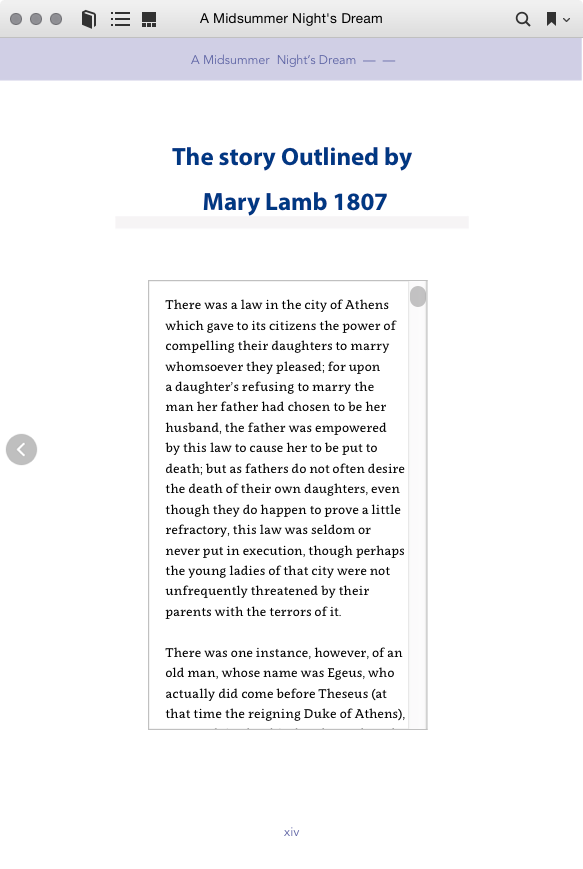 A Midsummer Night's Dream
A Midsummer Night's Dream — —
The story Outlined by
Mary Lamb 1807
There was a law in the city of Athens
which gave to its citizens the power of
compelling their daughters to marry
whomsoever they pleased; for upon
a daughter's refusing to marry the
man her father had chosen to be her
husband, the father was empowered
by this law to cause her to be put to
death; but as fathers do not often desire
the death of their own daughters, even
though they do happen to prove a little
refractory, this law was seldom or
never put in execution, though perhaps
the young ladies of that city were not
unfrequently threatened by their
parents with the terrors of it.
There was one instance, however, of an
old man, whose name was Egeus, who
actually did come before Theseus (at
that time the reigning Duke of Athens),
xiv